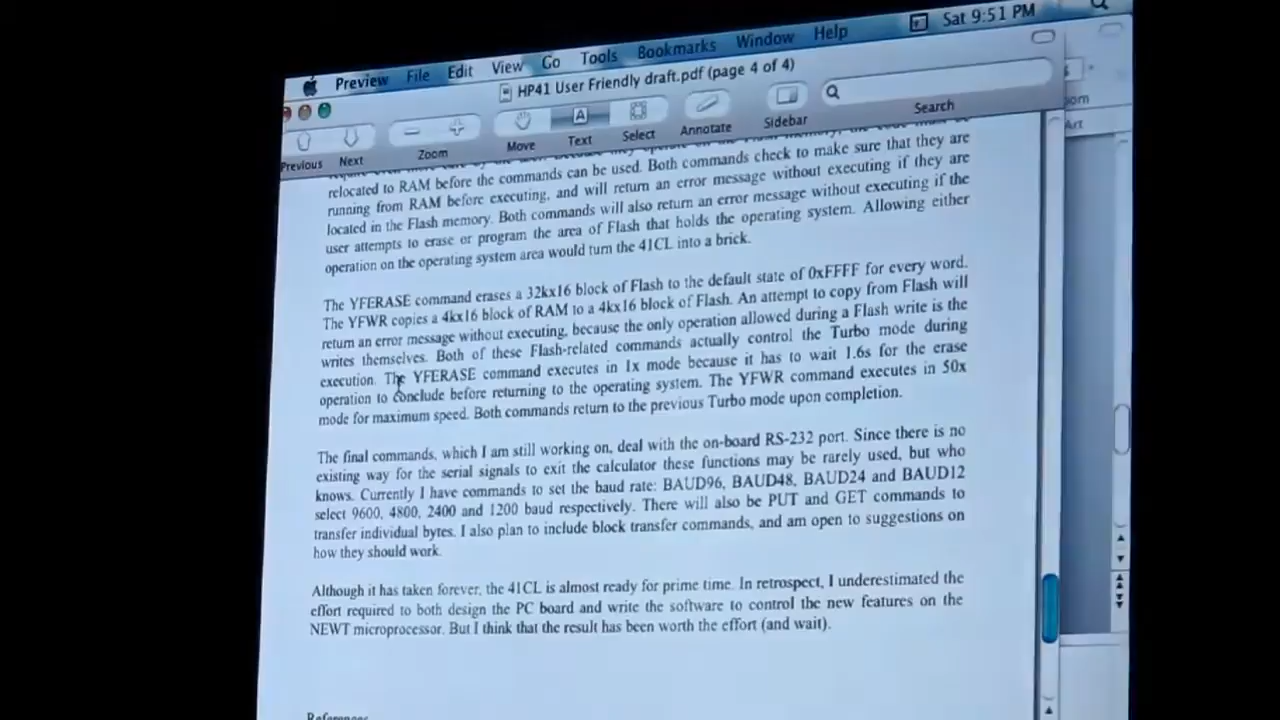 Sat 9:51 PM
Preview File Edit View Go Tools Bookmarks Window Help
HP41 User Friendly draft.pdf (page 4 of 4)
Previous Next Zoom Move Text Select Annotate Sidebar Search
relocated to RAM before the commands can be used. Both commands check to make sure that they are
running from RAM before executing, and will return an error message without executing if they are
located in the Flash memory. Both commands will also return an error message without executing if the
user attempts to erase or program the area of Flash that holds the operating system. Allowing either
operation on the operating system area would turn the 41CL into a brick.
The YFERASE command erases a 32kx16 block of Flash to the default state of 0xFFFF for every word.
The YFWR copies a 4kx16 block of RAM to a 4kx16 block of Flash. An attempt to copy from Flash will
return an error message without executing, because the only operation allowed during a Flash write is the
writes themselves. Both of these Flash-related commands actually control the Turbo mode during
execution. The YFERASE command executes in 1x mode because it has to wait 1.6s for the erase
operation to conclude before returning to the operating system. The YFWR command executes in 50x
mode for maximum speed. Both commands return to the previous Turbo mode upon completion.
The final commands, which I am still working on, deal with the on-board RS-232 port. Since there is no
existing way for the serial signals to exit the calculator these functions may be rarely used, but who
knows. Currently I have commands to set the baud rate: BAUD96, BAUD48, BAUD24 and BAUD12
select 9600, 4800, 2400 and 1200 baud respectively. There will also be PUT and GET commands to
transfer individual bytes. I also plan to include block transfer commands, and am open to suggestions on
how they should work.
Although it has taken forever, the 41CL is almost ready for prime time. In retrospect, I underestimated the
effort required to both design the PC board and write the software to control the new features on the
NEWT microprocessor. But I think that the result has been worth the effort (and wait).
References